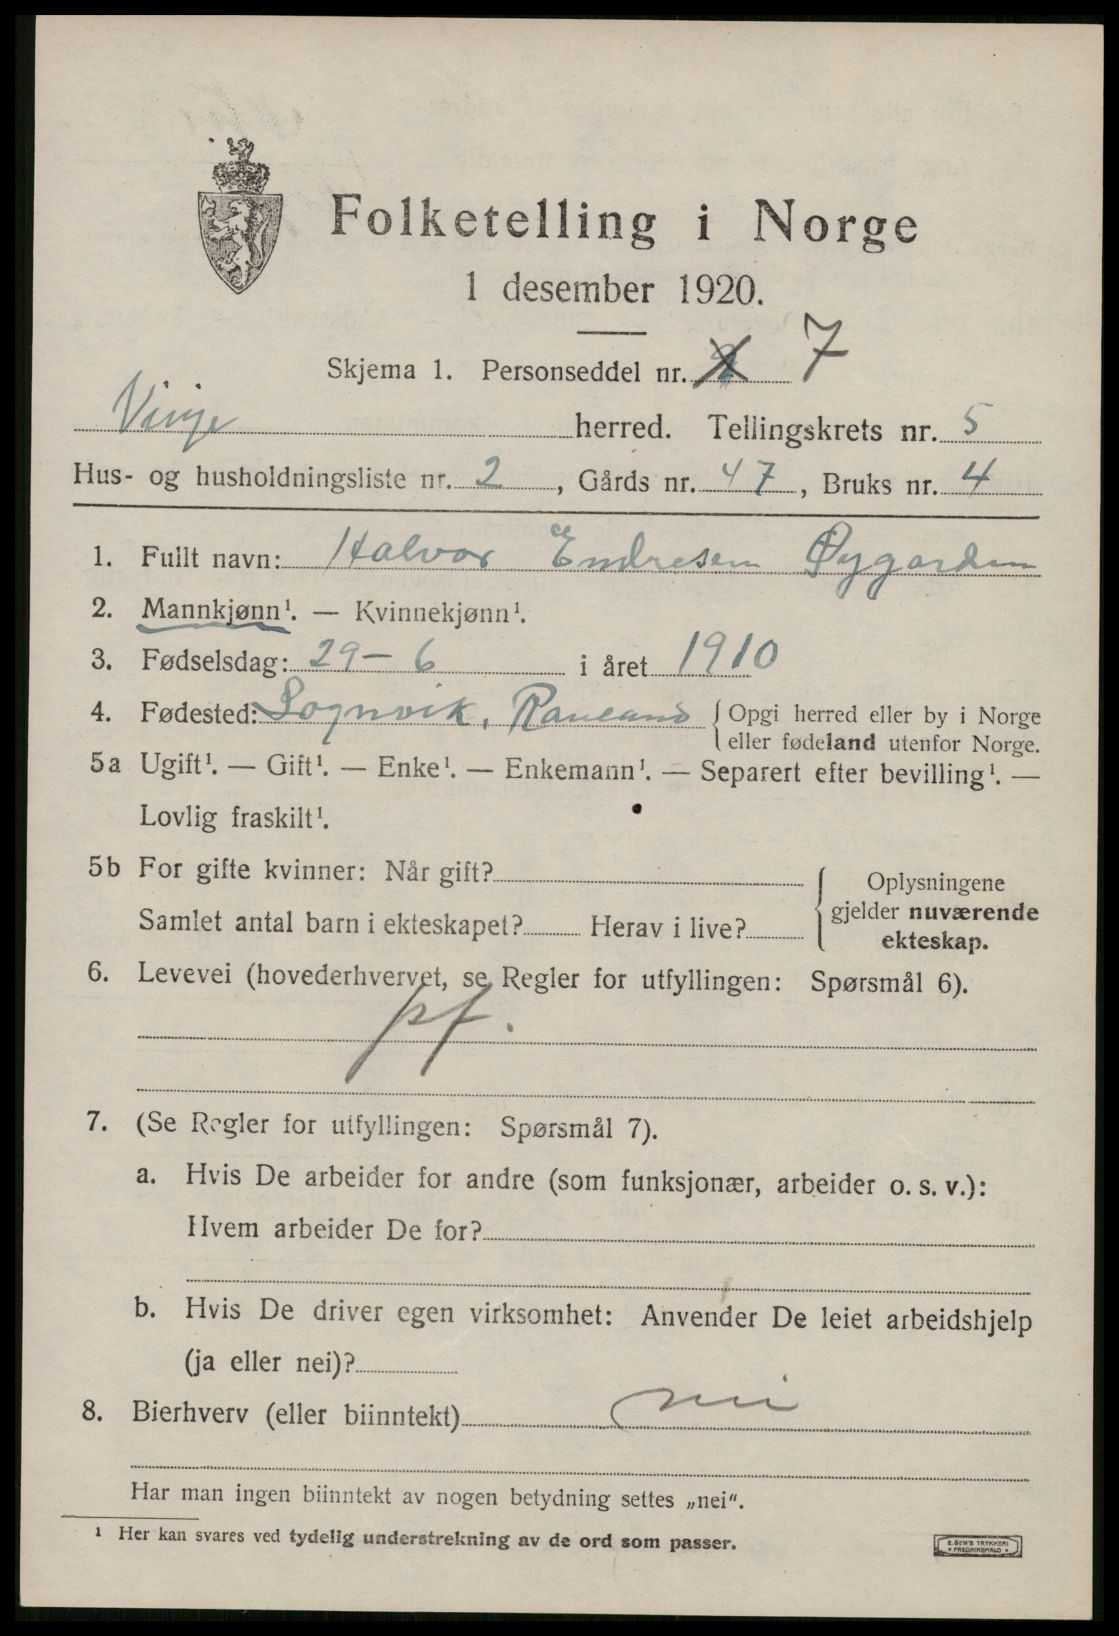 Folketelling i Norge
1 desember 1920.
Skjema 1. Personseddel nr. 7
Vinje herred. Tellingskrets nr. 5
Hus- og husholdningsliste nr. 2, Gårds nr. 47, Bruks nr. 4
1. Fullt navn: Halvor Endresen Øygarden
2. Mannkjønn¹. — Kvinnekjønn¹.
3. Fødselsdag: 29-6 i året 1910
4. Fødested: Sognvik, Rauland { Opgi herred eller by i Norge
eller fødeland utenfor Norge.
5a Ugift¹. — Gift¹. — Enke¹. — Enkemann¹. — Separert efter bevilling¹. —
Lovlig fraskilt¹.
5b For gifte kvinner: Når gift?
Samlet antal barn i ekteskapet? Herav i live?
Oplysningene
gjelder nuværende
ekteskap.
6. Levevei (hovederhvervet, se Regler for utfyllingen: Spørsmål 6).
pf.
7. (Se Regler for utfyllingen: Spørsmål 7).
a. Hvis De arbeider for andre (som funksjonær, arbeider o. s. v.):
Hvem arbeider De for?
b. Hvis De driver egen virksomhet: Anvender De leiet arbeidshjelp
(ja eller nei)?
8. Bierhverv (eller biinntekt) nei
Har man ingen biinntekt av nogen betydning settes „nei“.
¹ Her kan svares ved tydelig understrekning av de ord som passer.
E. SEM'S TRYKKERI
FREDRIKSHALD